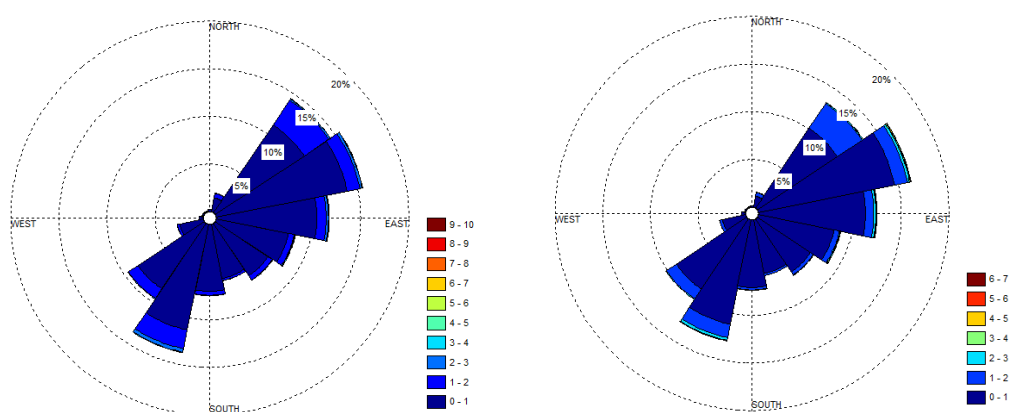 NORTH
20%
15%
10%
5%
WEST
EAST
SOUTH
9 - 10
8 - 9
7 - 8
6 - 7
5 - 6
4 - 5
3 - 4
2 - 3
1 - 2
0 - 1
NORTH
20%
15%
10%
5%
WEST
EAST
SOUTH
6 - 7
5 - 6
4 - 5
3 - 4
2 - 3
1 - 2
0 - 1